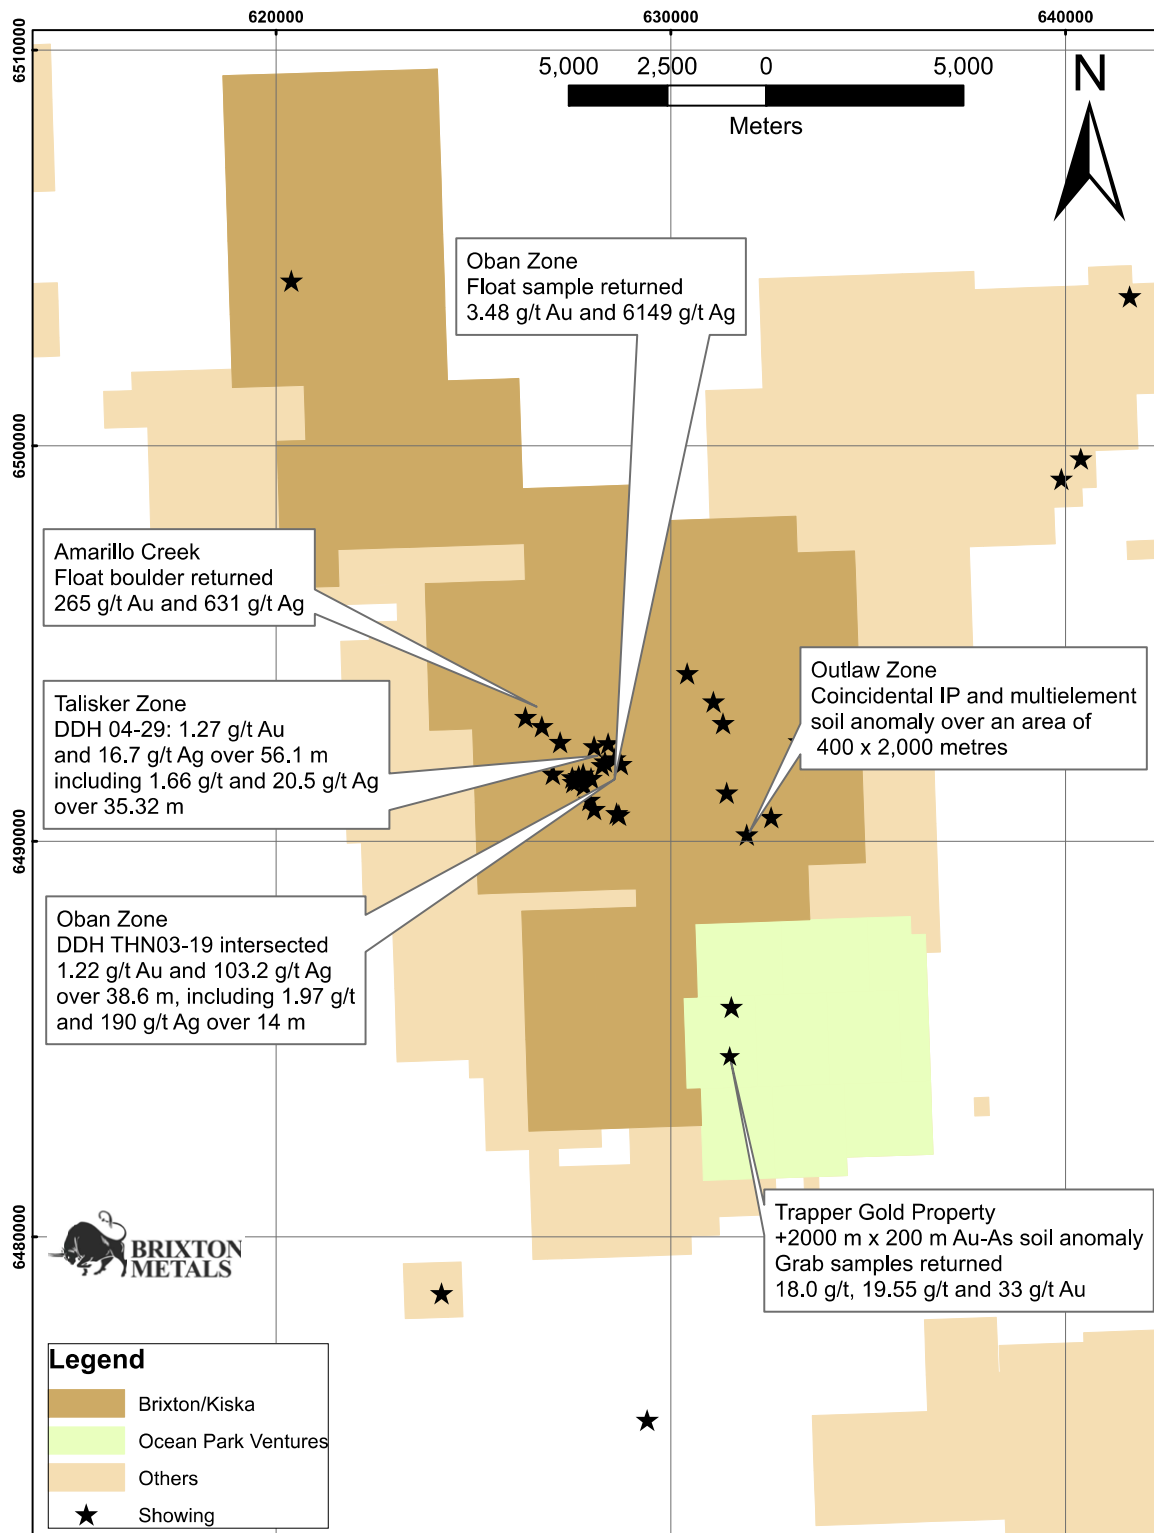 620000
630000
640000
6510000
5,000 2,500 0 5,000
Meters
N
Oban Zone
Float sample returned
3.48 g/t Au and 6149 g/t Ag
6500000
Amarillo Creek
Float boulder returned
265 g/t Au and 631 g/t Ag
Outlaw Zone
Coincidental IP and multielement
soil anomaly over an area of
400 x 2,000 metres
Talisker Zone
DDH 04-29: 1.27 g/t Au
and 16.7 g/t Ag over 56.1 m
including 1.66 g/t and 20.5 g/t Ag
over 35.32 m
6490000
Oban Zone
DDH THN03-19 intersected
1.22 g/t Au and 103.2 g/t Ag
over 38.6 m, including 1.97 g/t
and 190 g/t Ag over 14 m
Trapper Gold Property
+2000 m x 200 m Au-As soil anomaly
Grab samples returned
18.0 g/t, 19.55 g/t and 33 g/t Au
6480000
BRIXTON
METALS
Legend
Brixton/Kiska
Ocean Park Ventures
Others
Showing